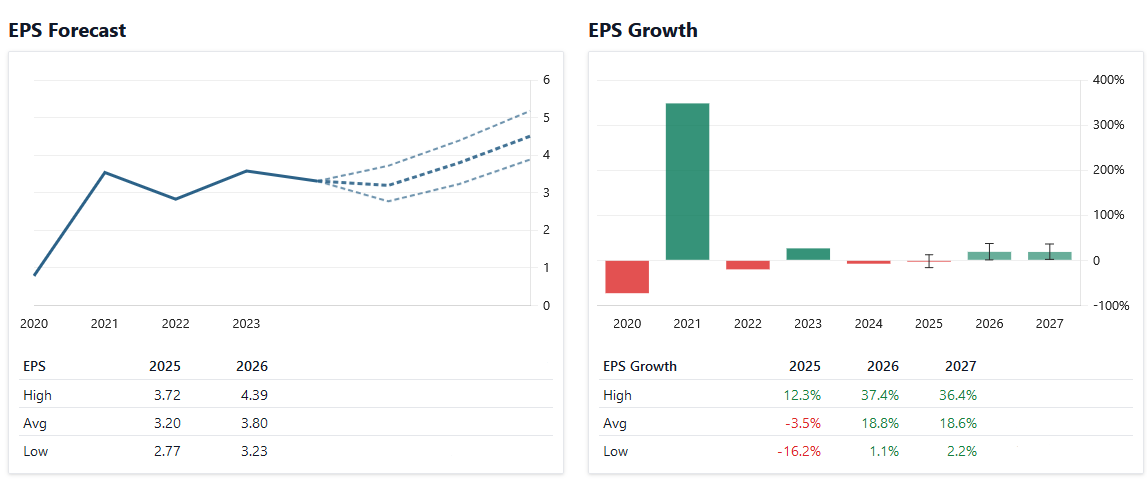 EPS Forecast
6
5
4
3
2
1
0
2020 2021 2022 2023
EPS 2025 2026
High 3.72 4.39
Avg 3.20 3.80
Low 2.77 3.23
EPS Growth
400%
300%
200%
100%
0
-100%
2020 2021 2022 2023 2024 2025 2026 2027
EPS Growth 2025 2026 2027
High 12.3% 37.4% 36.4%
Avg -3.5% 18.8% 18.6%
Low -16.2% 1.1% 2.2%